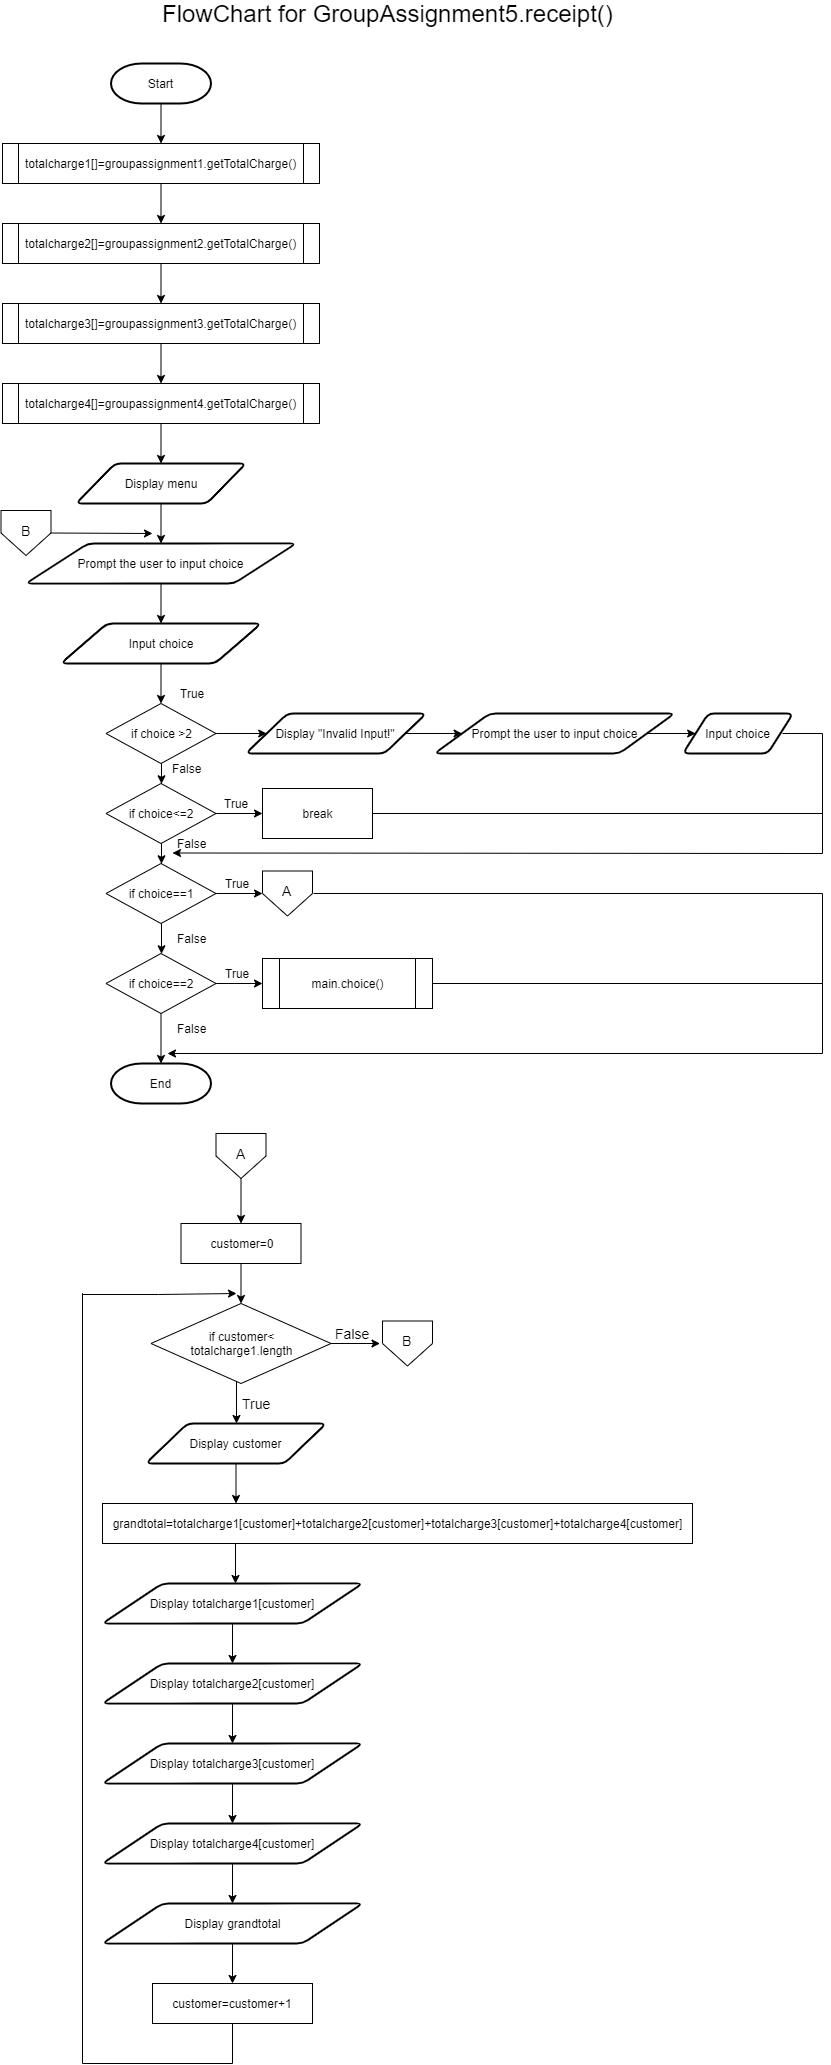 FlowChart for GroupAssignment5.receipt()
Start
totalcharge1[]=groupassignment1.getTotalCharge()
totalcharge2[]=groupassignment2.getTotalCharge()
totalcharge3[]=groupassignment3.getTotalCharge()
totalcharge4[]=groupassignment4.getTotalCharge()
Display menu
B
Prompt the user to input choice
Input choice
True
if choice >2
Display "Invalid Input!"
Prompt the user to input choice
Input choice
False
if choice<=2
True
break
False
if choice==1
True
A
False
if choice==2
True
main.choice()
False
End
A
customer=0
if customer<
totalcharge1.length
False
B
True
Display customer
grandtotal=totalcharge1[customer]+totalcharge2[customer]+totalcharge3[customer]+totalcharge4[customer]
Display totalcharge1[customer]
Display totalcharge2[customer]
Display totalcharge3[customer]
Display totalcharge4[customer]
Display grandtotal
customer=customer+1